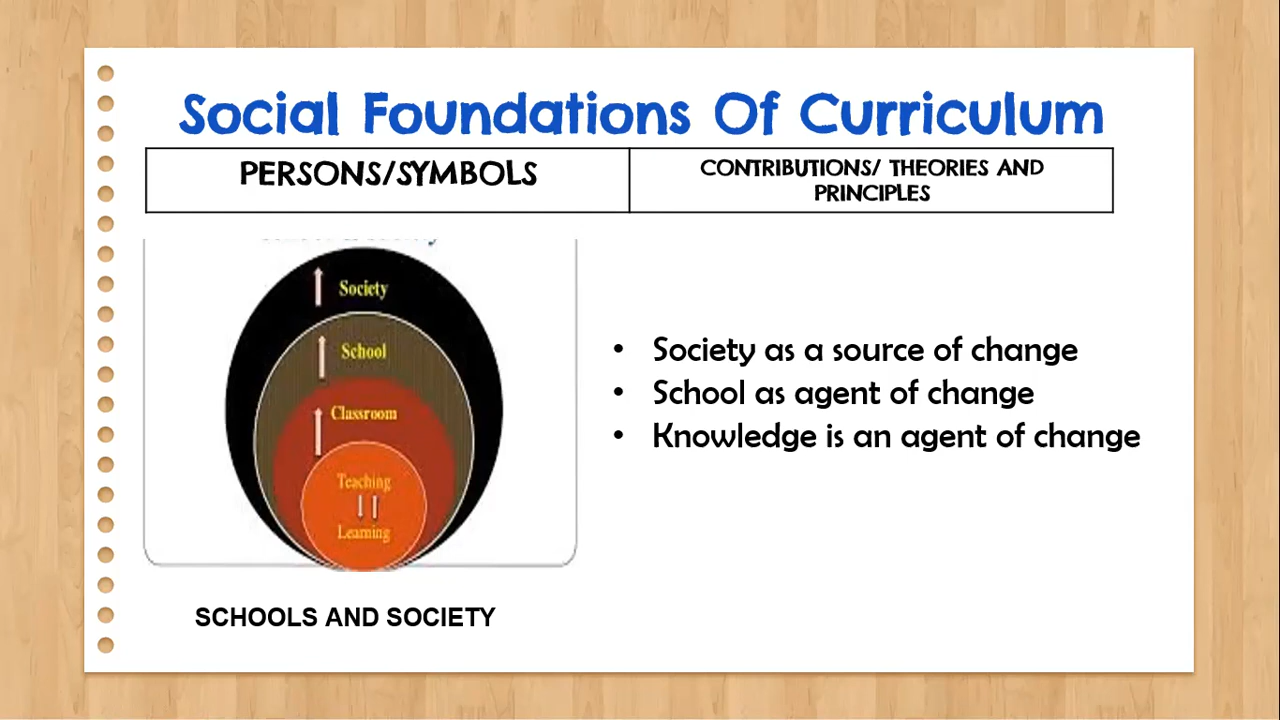 Social Foundations Of Curriculum
PERSONS/SYMBOLS
CONTRIBUTIONS/ THEORIES AND
PRINCIPLES
Society
School
Classroom
Teaching
Learning
• Society as a source of change
• School as agent of change
• Knowledge is an agent of change
SCHOOLS AND SOCIETY